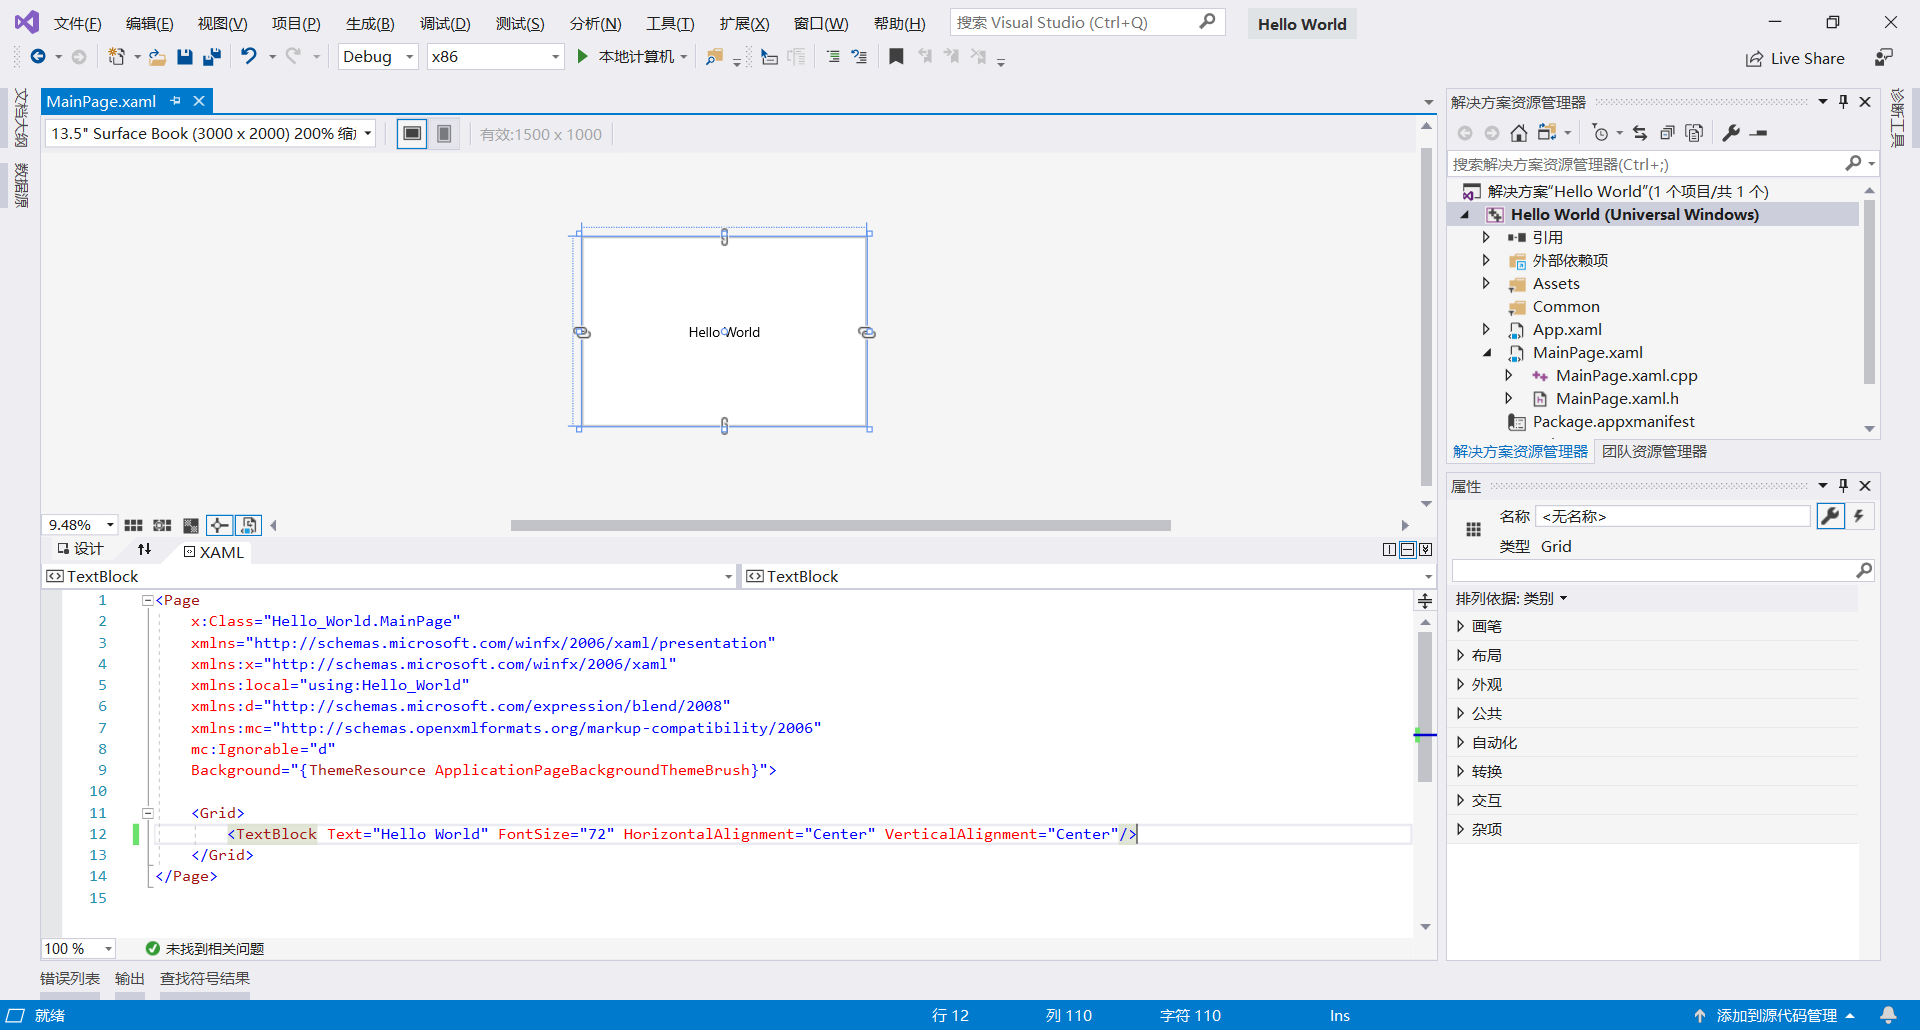 文件(F) 编辑(E) 视图(V) 项目(P) 生成(B) 调试(D) 测试(S) 分析(N) 工具(T) 扩展(X) 窗口(W) 帮助(H) 搜索 Visual Studio (Ctrl+Q) Hello World
Debug x86 本地计算机 Live Share
文档大纲
数据源
MainPage.xaml
13.5" Surface Book (3000 x 2000) 200% 缩 有效:1500 x 1000
Hello World
9.48%
设计 XAML
TextBlock TextBlock
1 <Page
2 x:Class="Hello_World.MainPage"
3 xmlns="http://schemas.microsoft.com/winfx/2006/xaml/presentation"
4 xmlns:x="http://schemas.microsoft.com/winfx/2006/xaml"
5 xmlns:local="using:Hello_World"
6 xmlns:d="http://schemas.microsoft.com/expression/blend/2008"
7 xmlns:mc="http://schemas.openxmlformats.org/markup-compatibility/2006"
8 mc:Ignorable="d"
9 Background="{ThemeResource ApplicationPageBackgroundThemeBrush}">
10
11 <Grid>
12 <TextBlock Text="Hello World" FontSize="72" HorizontalAlignment="Center" VerticalAlignment="Center"/>
13 </Grid>
14 </Page>
15
100 % 未找到相关问题
错误列表 输出 查找符号结果
解决方案资源管理器
搜索解决方案资源管理器(Ctrl+;)
解决方案"Hello World"(1 个项目/共 1 个)
Hello World (Universal Windows)
引用
外部依赖项
Assets
Common
App.xaml
MainPage.xaml
MainPage.xaml.cpp
MainPage.xaml.h
Package.appxmanifest
解决方案资源管理器 团队资源管理器
属性
名称 <无名称>
类型 Grid
排列依据: 类别
画笔
布局
外观
公共
自动化
转换
交互
杂项
诊断工具
就绪 行 12 列 110 字符 110 Ins 添加到源代码管理